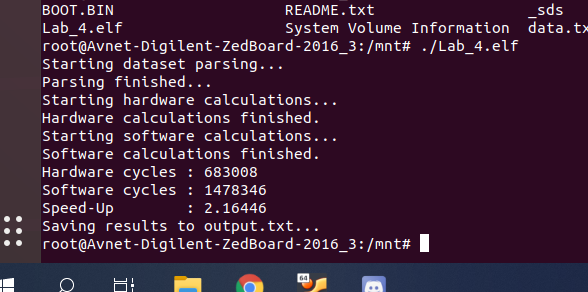 BOOT.BIN README.txt _sds
Lab_4.elf System Volume Information data.tx
root@Avnet-Digilent-ZedBoard-2016_3:/mnt# ./Lab_4.elf
Starting dataset parsing...
Parsing finished...
Starting hardware calculations...
Hardware calculations finished.
Starting software calculations...
Software calculations finished.
Hardware cycles : 683008
Software cycles : 1478346
Speed-Up : 2.16446
Saving results to output.txt...
root@Avnet-Digilent-ZedBoard-2016_3:/mnt#
64